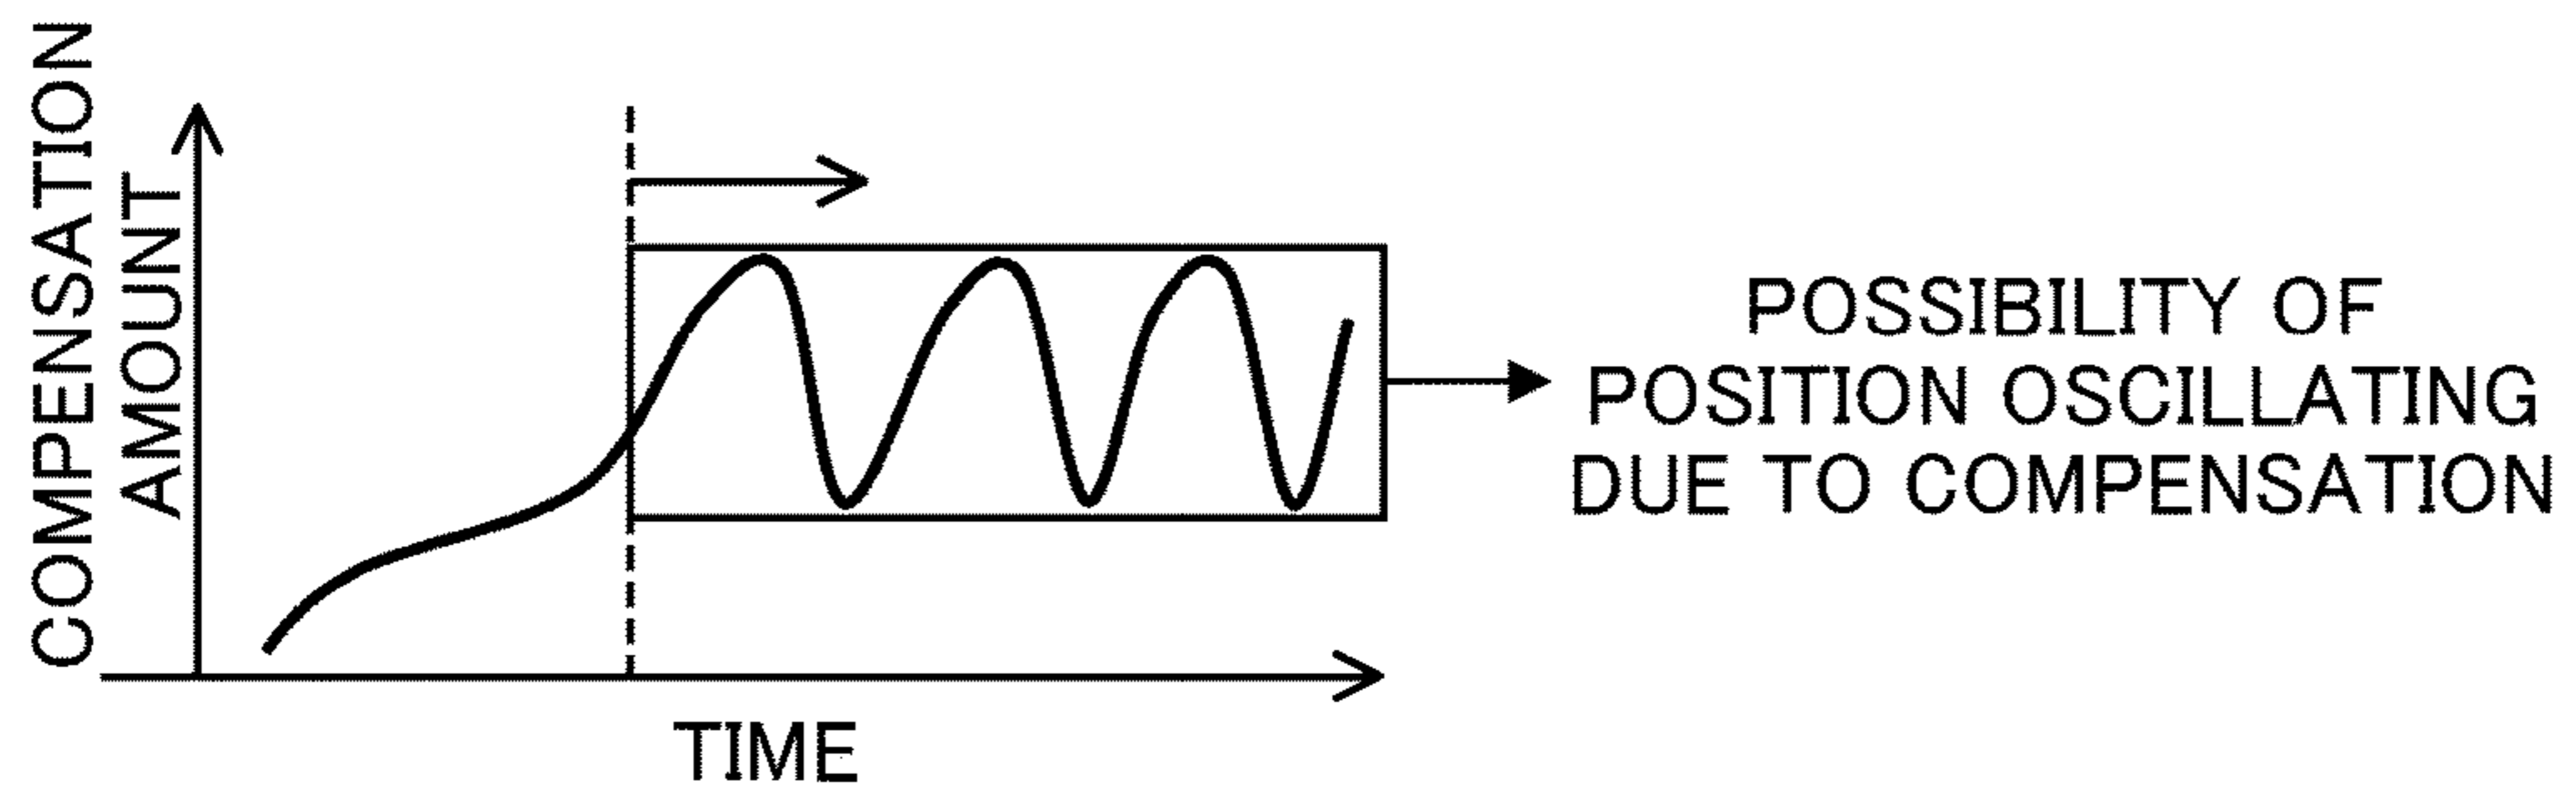 COMPENSATION
AMOUNT
POSSIBILITY OF
POSITION OSCILLATING
DUE TO COMPENSATION
TIME